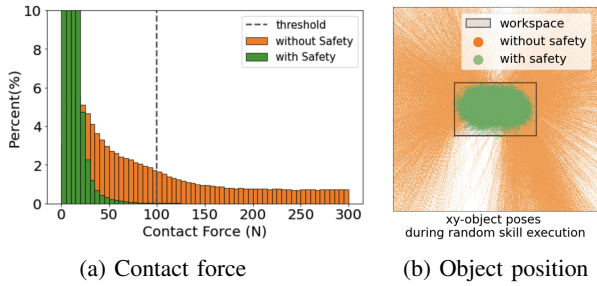 10
8
6
4
2
0
Percent(%)
threshold
without Safety
with Safety
0
50
100
150
200
250
300
Contact Force (N)
(a) Contact force
workspace
without safety
with safety
xy-object poses
during random skill execution
(b) Object position